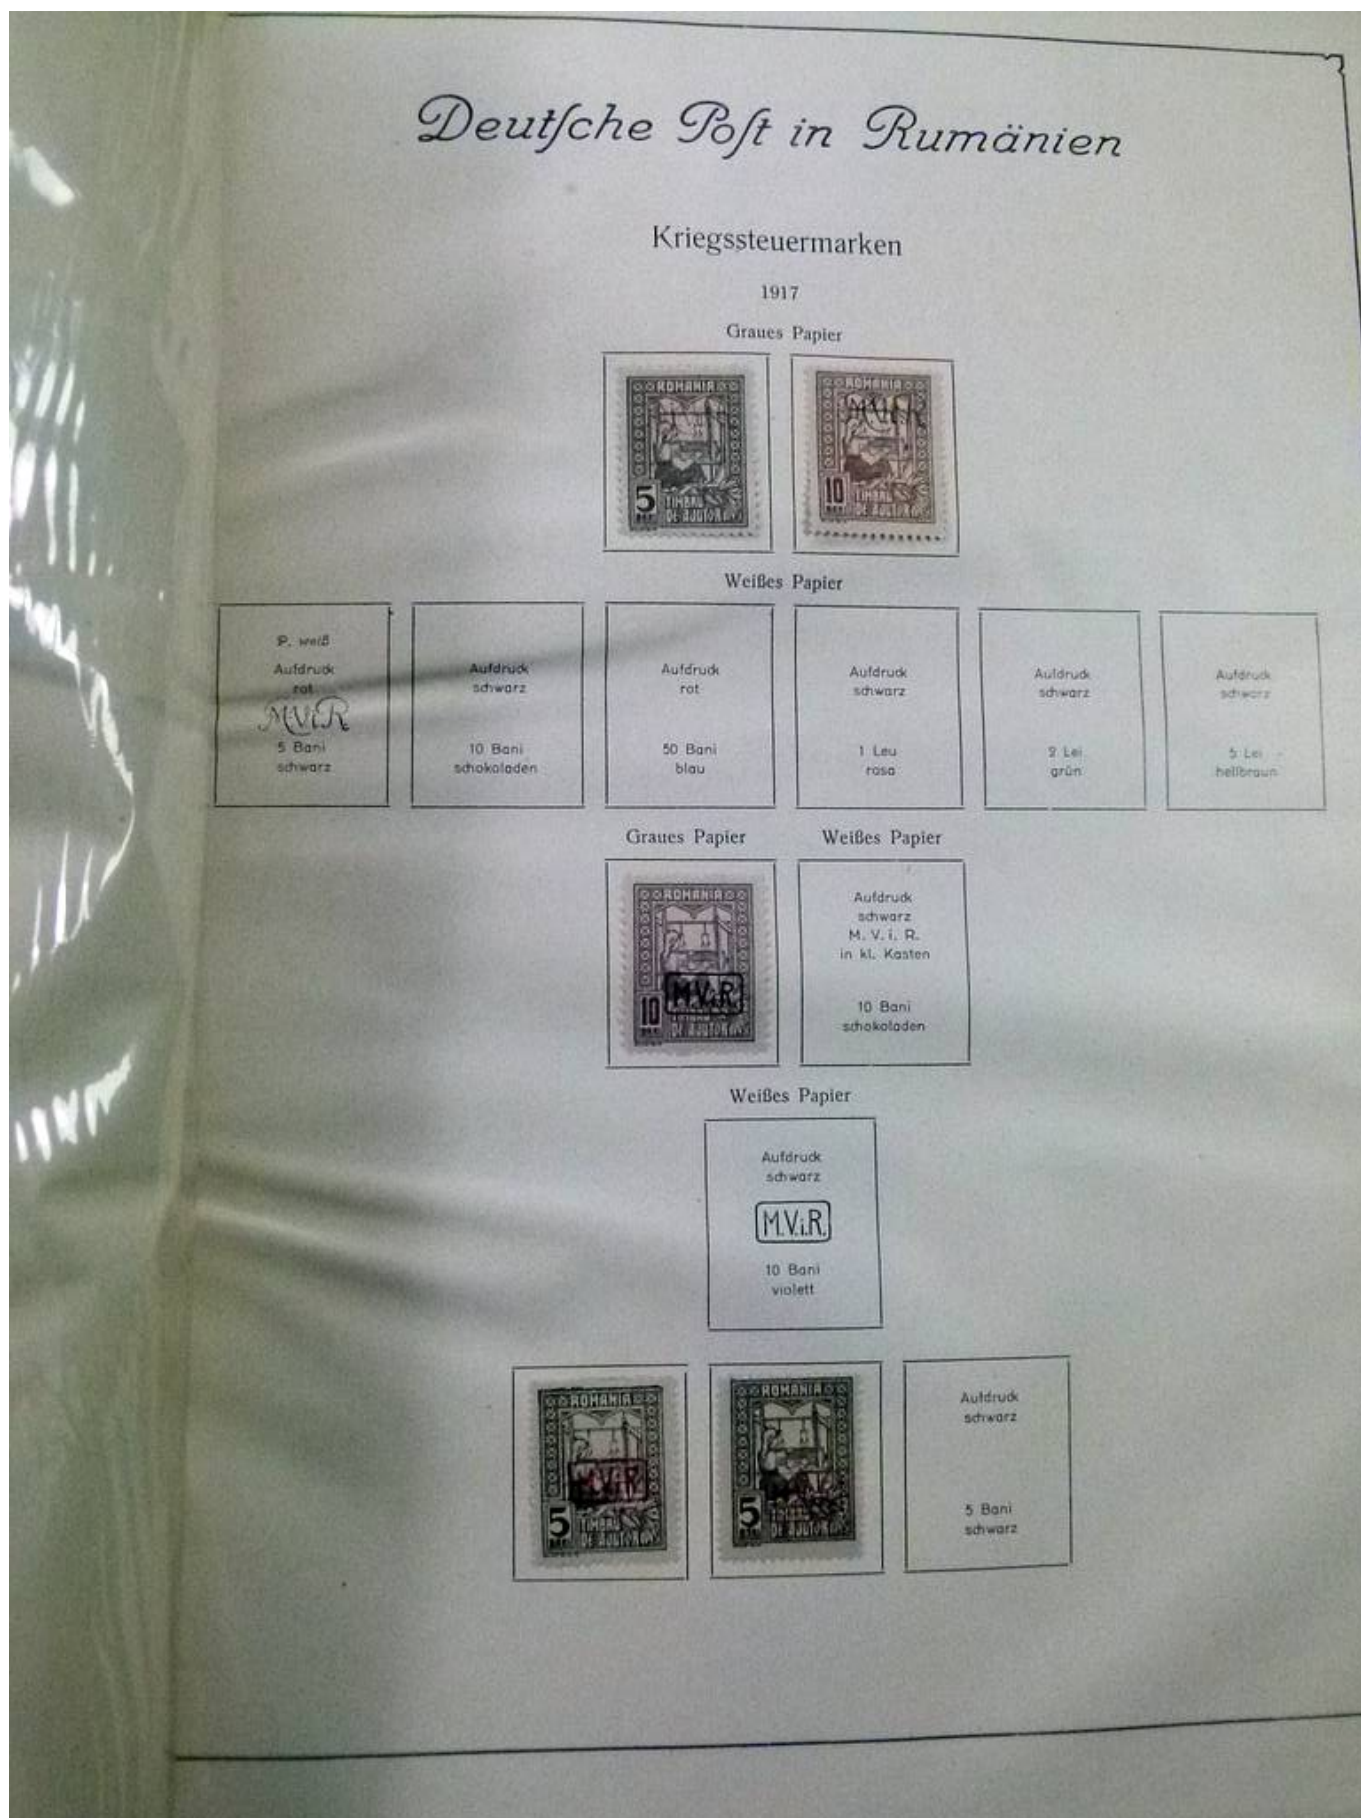 Deutſche Poſt in Rumänien
Kriegssteuermarken
1917
Graues Papier
ROMANIA
5
TIMBRU
DE AJUTOR
ROMANIA
M.V.i.R.
10
TIMBRU
DE AJUTOR
Weißes Papier
P. weiß
Aufdruck
rot
M.V.i.R
5 Bani
schwarz
Aufdruck
schwarz
10 Bani
schokoladen
Aufdruck
rot
50 Bani
blau
Aufdruck
schwarz
1 Leu
rosa
Aufdruck
schwarz
2 Lei
grün
Aufdruck
schwarz
5 Lei
hellbraun
Graues Papier
Weißes Papier
ROMANIA
M.V.i.R.
10
DE AJUTOR
Aufdruck
schwarz
M. V. i. R.
in kl. Kasten
10 Bani
schokoladen
Weißes Papier
Aufdruck
schwarz
M.V.i.R.
10 Bani
violett
ROMANIA
M.V.i.R.
5
TIMBRU
DE AJUTOR
ROMANIA
5
DE AJUTOR
Aufdruck
schwarz
5 Bani
schwarz